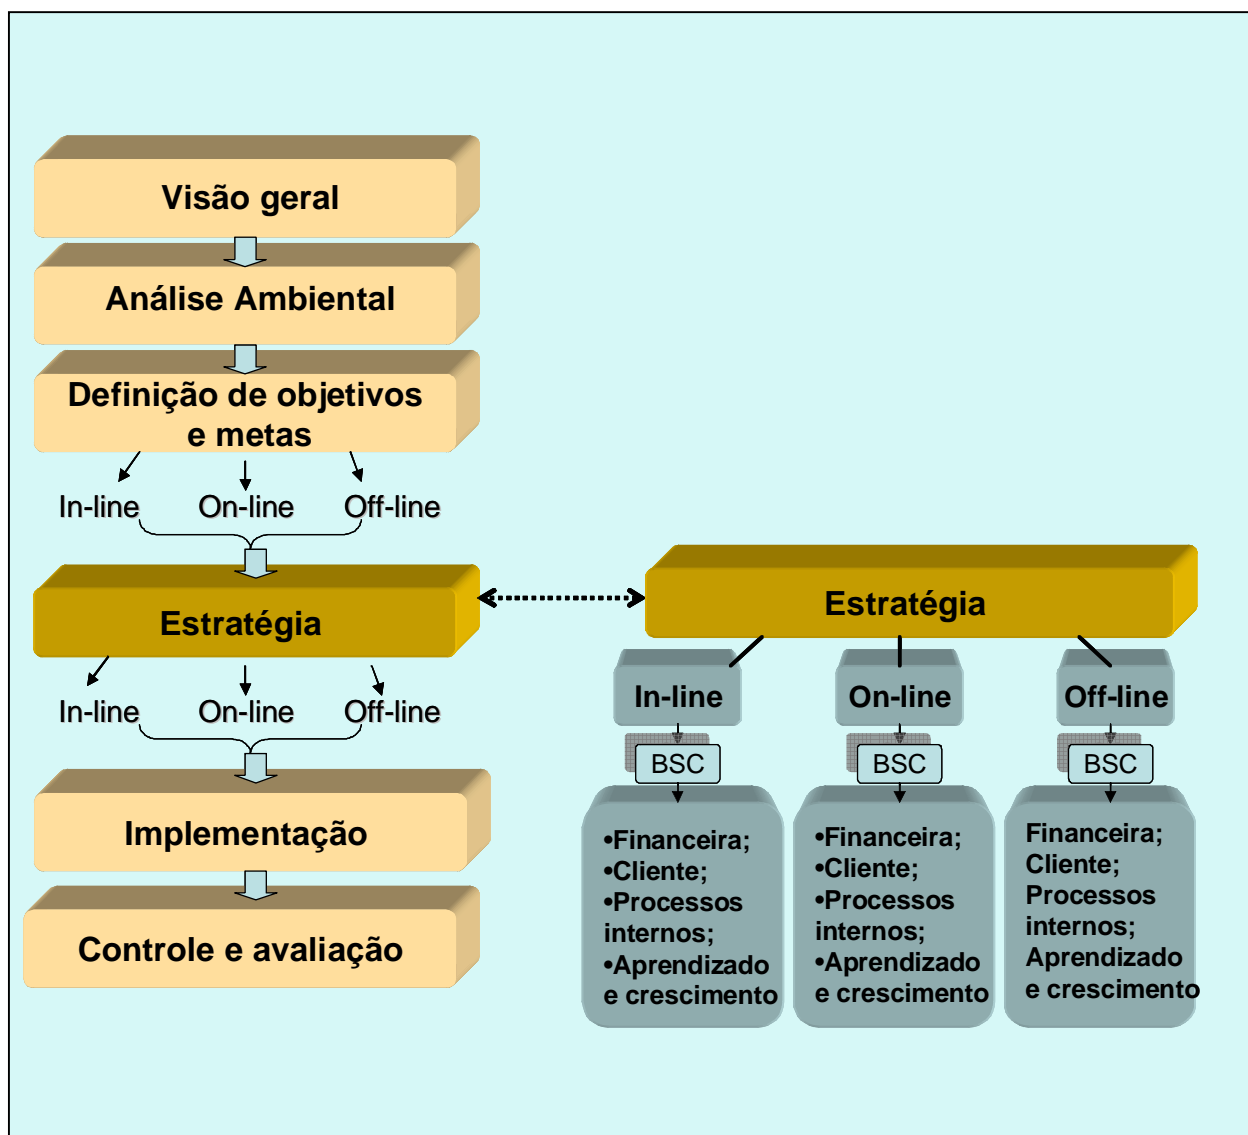 Visão geral
Análise Ambiental
Definição de objetivos
e metas
In-line On-line Off-line
Estratégia
In-line On-line Off-line
Implementação
Controle e avaliação
Estratégia
In-line
On-line
Off-line
BSC
BSC
BSC
•Financeira;
•Cliente;
•Processos
internos;
•Aprendizado
e crescimento
•Financeira;
•Cliente;
•Processos
internos;
•Aprendizado
e crescimento
Financeira;
Cliente;
Processos
internos;
Aprendizado
e crescimento